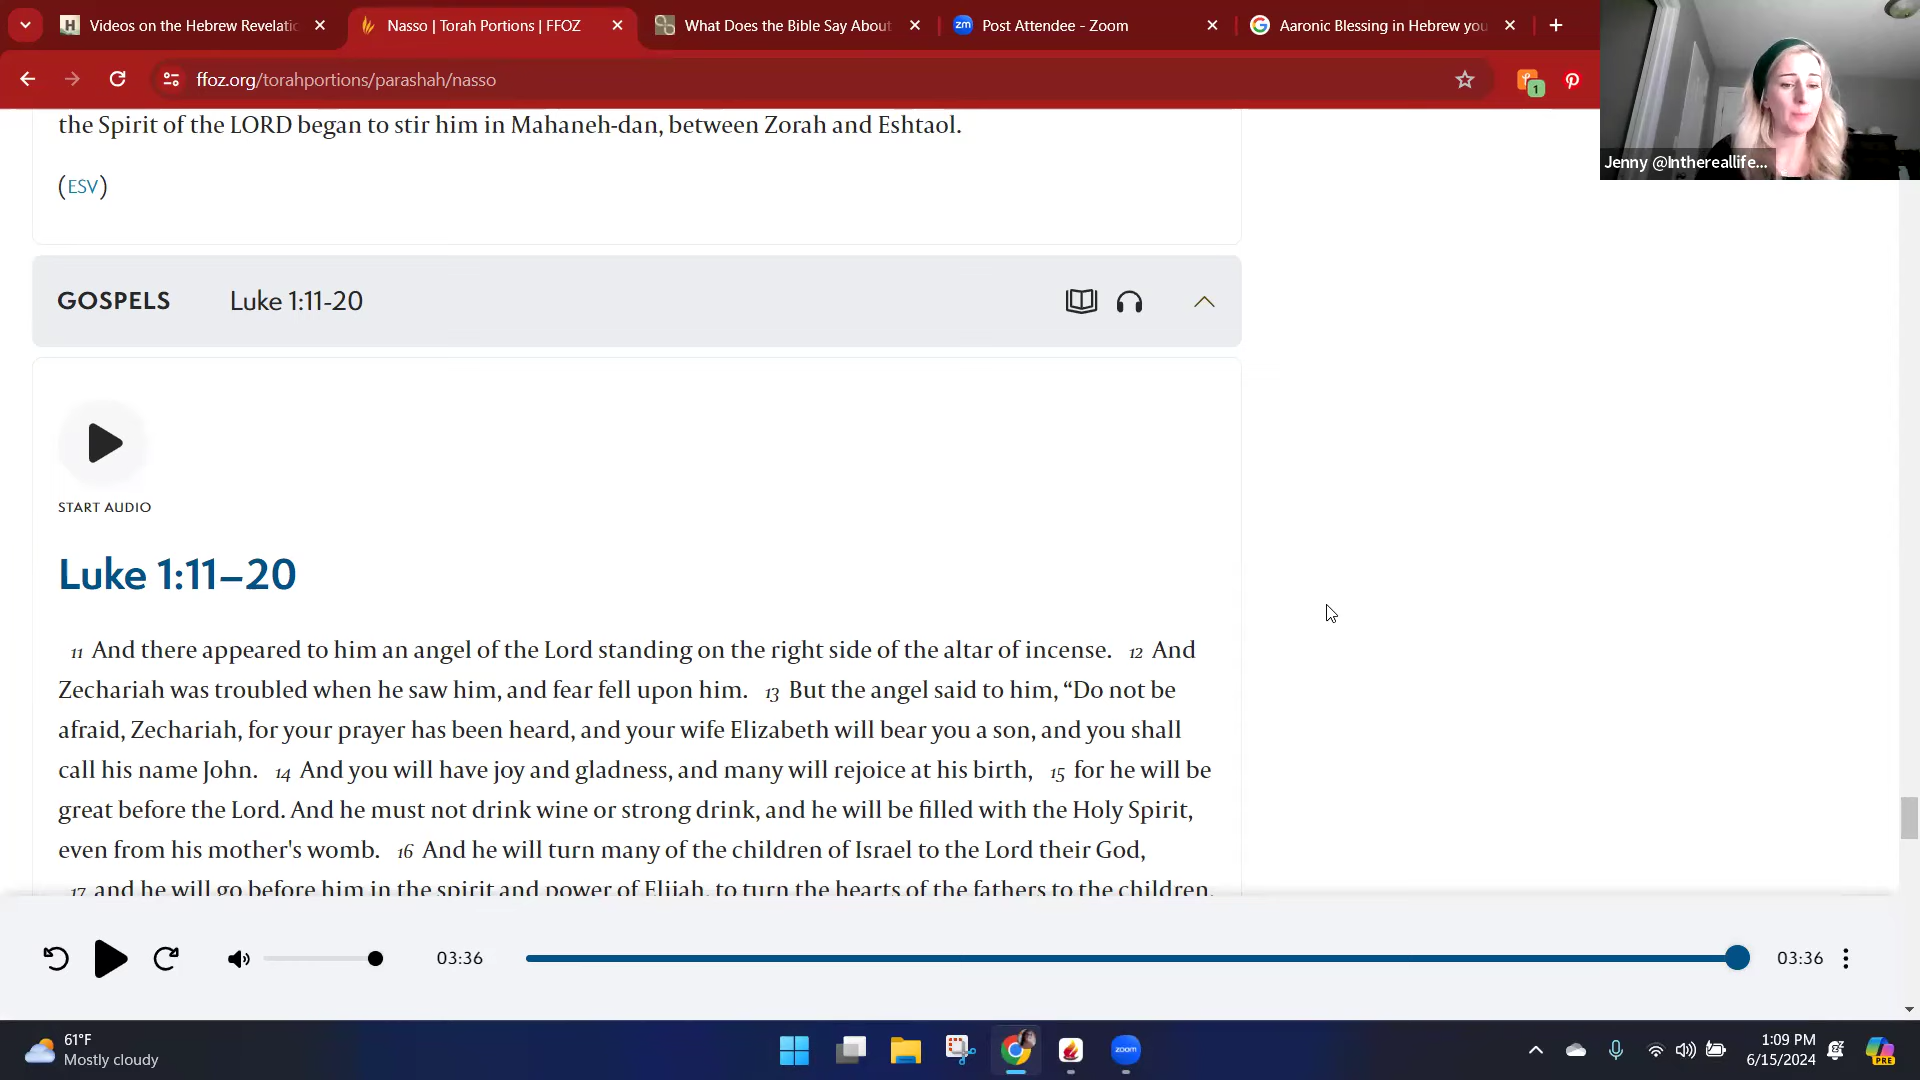 Videos on the Hebrew Revelatio
Nasso | Torah Portions | FFOZ
What Does the Bible Say About
zm
Post Attendee - Zoom
Aaronic Blessing in Hebrew you
ffoz.org/torahportions/parashah/nasso
1
Jenny @Inthereallife...
the Spirit of the LORD began to stir him in Mahaneh-dan, between Zorah and Eshtaol.
(ESV)
GOSPELS Luke 1:11-20
START AUDIO
Luke 1:11–20
11 And there appeared to him an angel of the Lord standing on the right side of the altar of incense. 12 And
Zechariah was troubled when he saw him, and fear fell upon him. 13 But the angel said to him, “Do not be
afraid, Zechariah, for your prayer has been heard, and your wife Elizabeth will bear you a son, and you shall
call his name John. 14 And you will have joy and gladness, and many will rejoice at his birth, 15 for he will be
great before the Lord. And he must not drink wine or strong drink, and he will be filled with the Holy Spirit,
even from his mother's womb. 16 And he will turn many of the children of Israel to the Lord their God,
17 and he will go before him in the spirit and power of Elijah, to turn the hearts of the fathers to the children,
03:36
03:36
61°F
Mostly cloudy
zoom
1:09 PM
6/15/2024
PRE